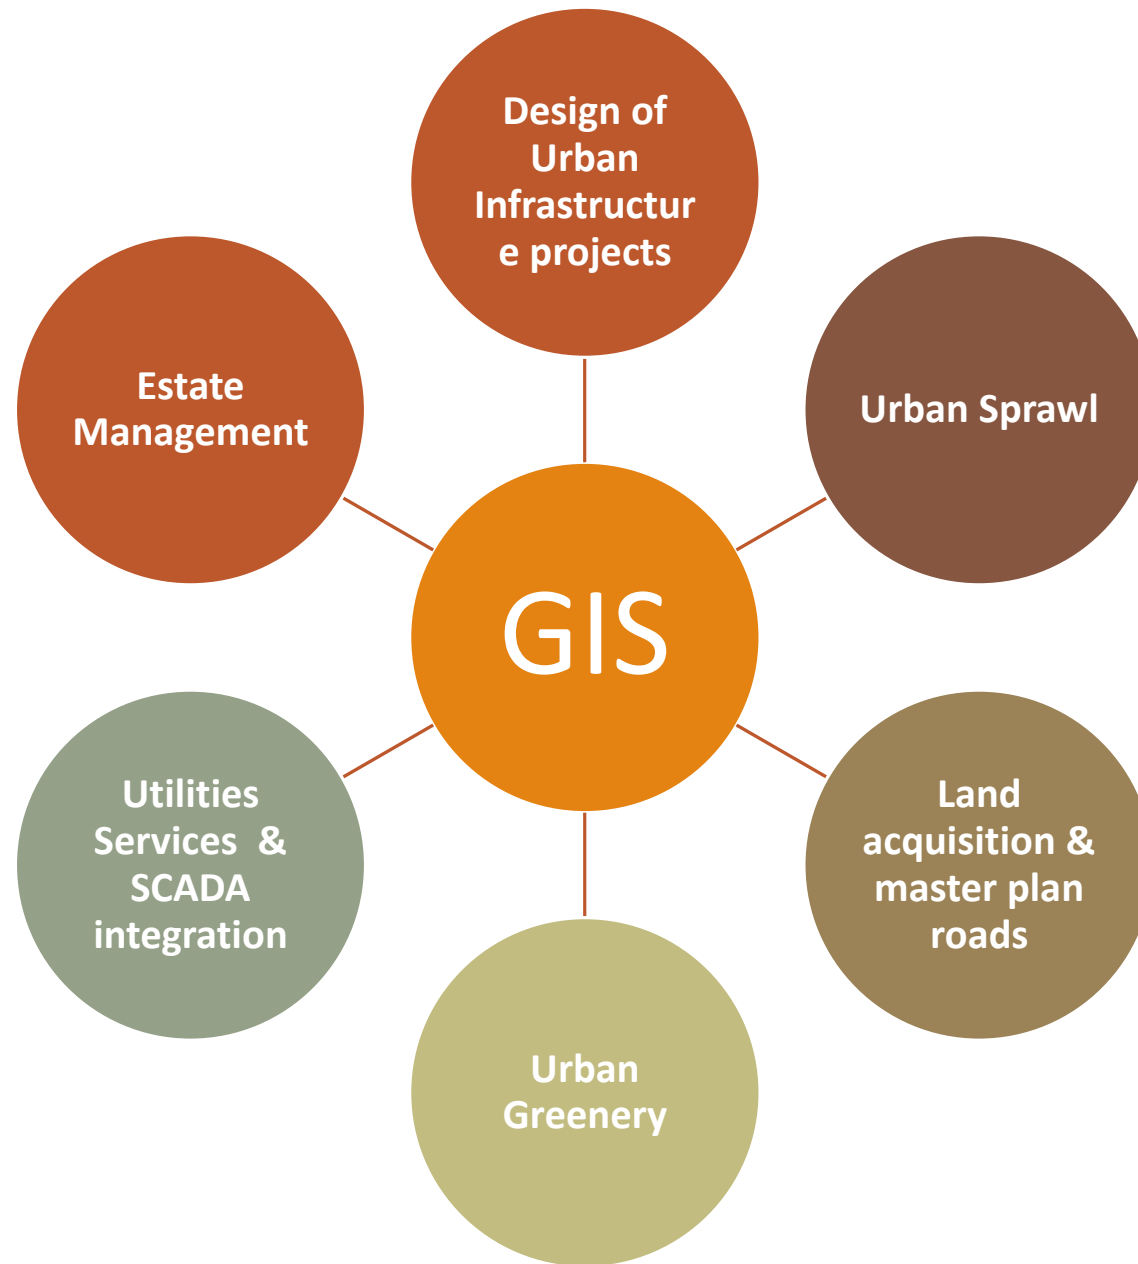 Design of
Urban
Infrastructur
e projects
Estate
Management
Urban Sprawl
GIS
Utilities
Services  &
SCADA
integration
Land
acquisition &
master plan
roads
Urban
Greenery